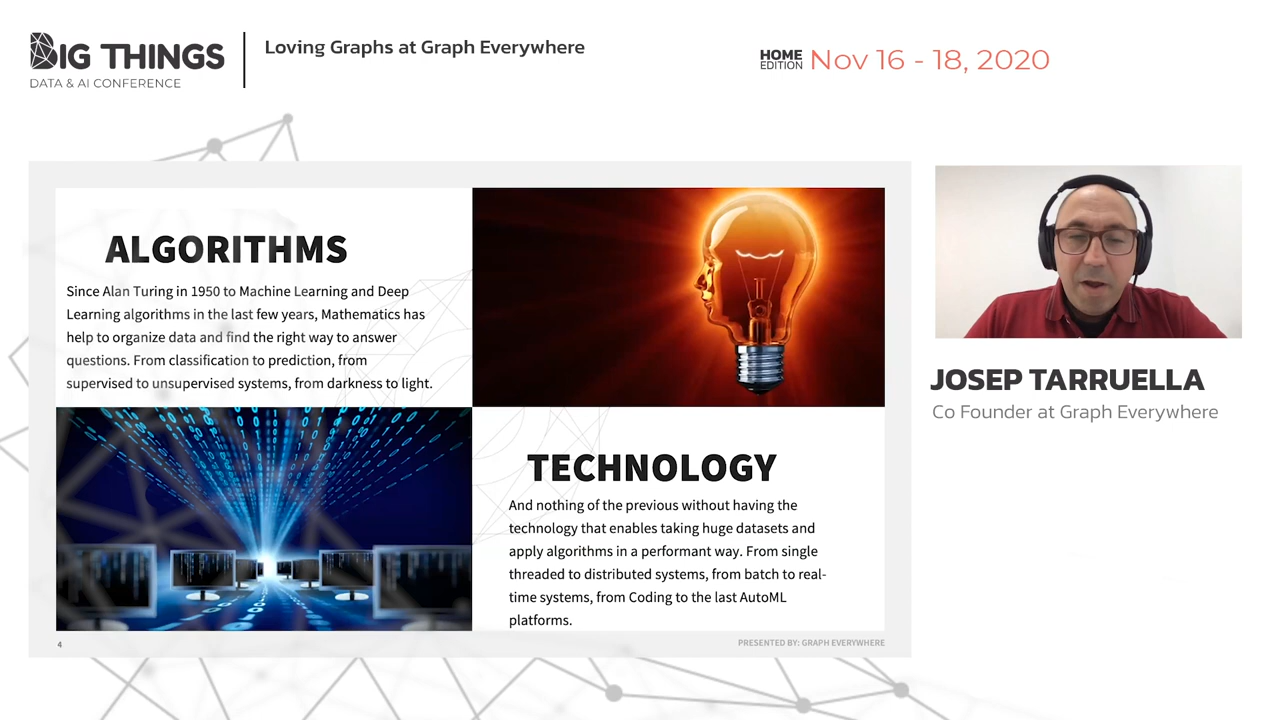 BIG THINGS
DATA & AI CONFERENCE
Loving Graphs at Graph Everywhere
HOME
EDITION
Nov 16 - 18, 2020
ALGORITHMS
Since Alan Turing in 1950 to Machine Learning and Deep
Learning algorithms in the last few years, Mathematics has
help to organize data and find the right way to answer
questions. From classification to prediction, from
supervised to unsupervised systems, from darkness to light.
TECHNOLOGY
And nothing of the previous without having the
technology that enables taking huge datasets and
apply algorithms in a performant way. From single
threaded to distributed systems, from batch to real-
time systems, from Coding to the last AutoML
platforms.
4
PRESENTED BY: GRAPH EVERYWHERE
JOSEP TARRUELLA
Co Founder at Graph Everywhere